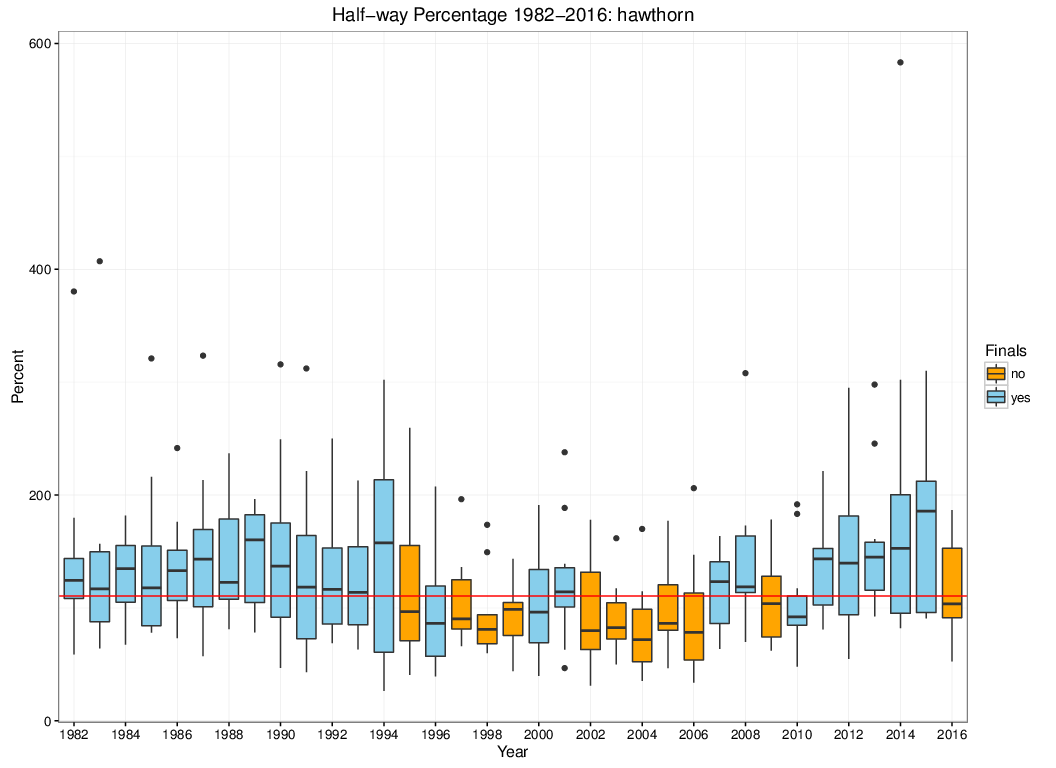 Half−way Percentage 1982−2016: hawthorn
600
400
200
0
Percent
1982 1984 1986 1988 1990 1992 1994 1996 1998 2000 2002 2004 2006 2008 2010 2012 2014 2016
Year
Finals
no
yes